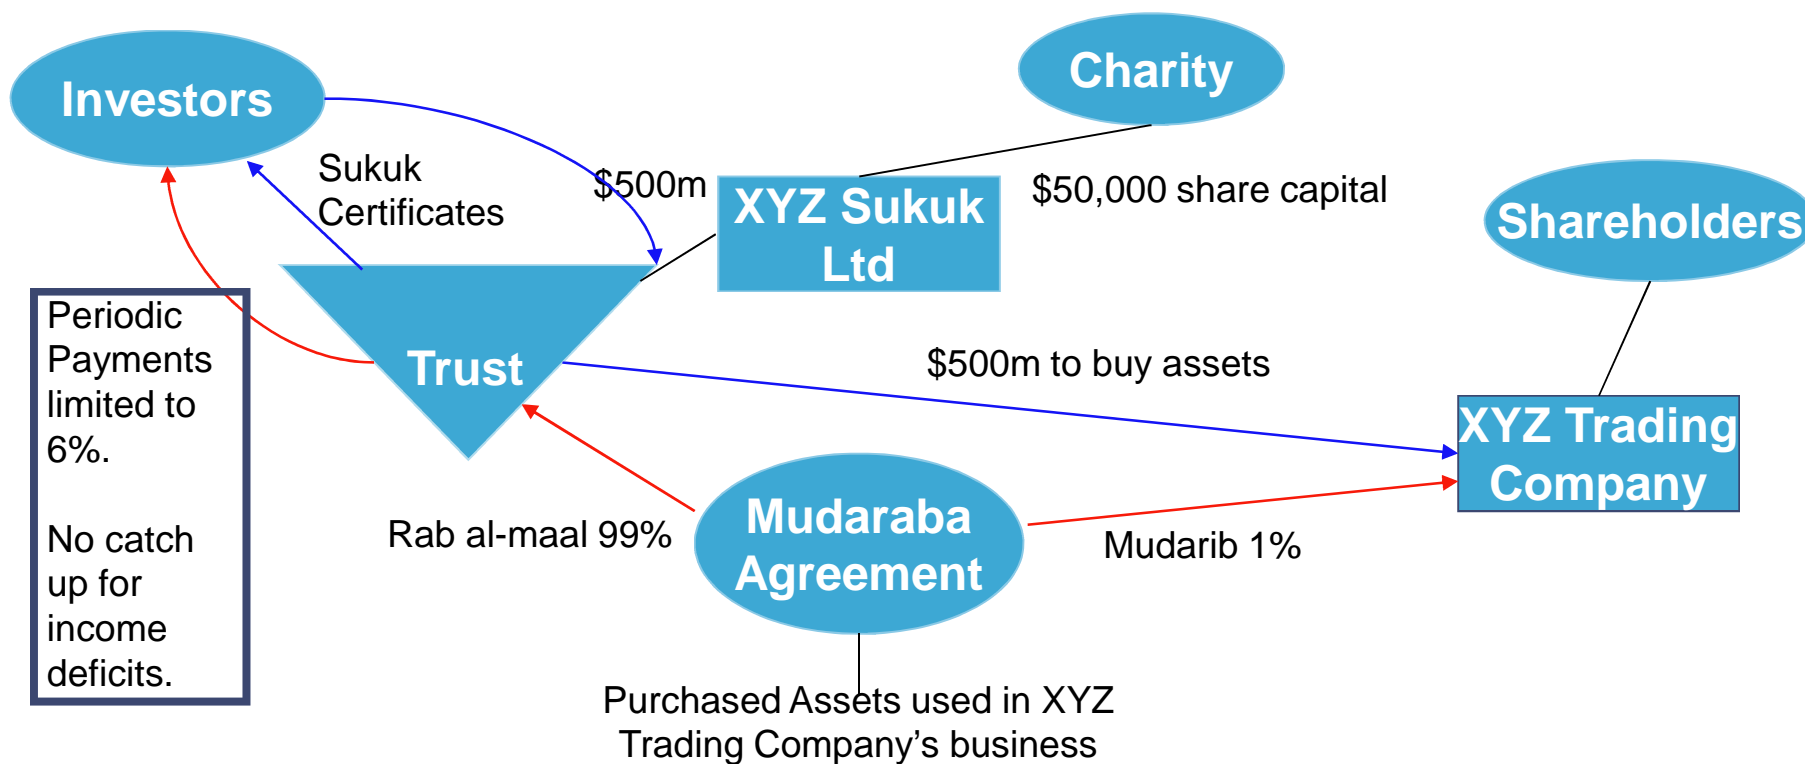 Investors
Charity
Sukuk
Certificates
$500m
XYZ Sukuk
Ltd
$50,000 share capital
Shareholders
Periodic
Payments
limited to
6%.
No catch
up for
income
deficits.
Trust
$500m to buy assets
XYZ Trading
Company
Rab al-maal 99%
Mudaraba
Agreement
Mudarib 1%
Purchased Assets used in XYZ
Trading Company’s business